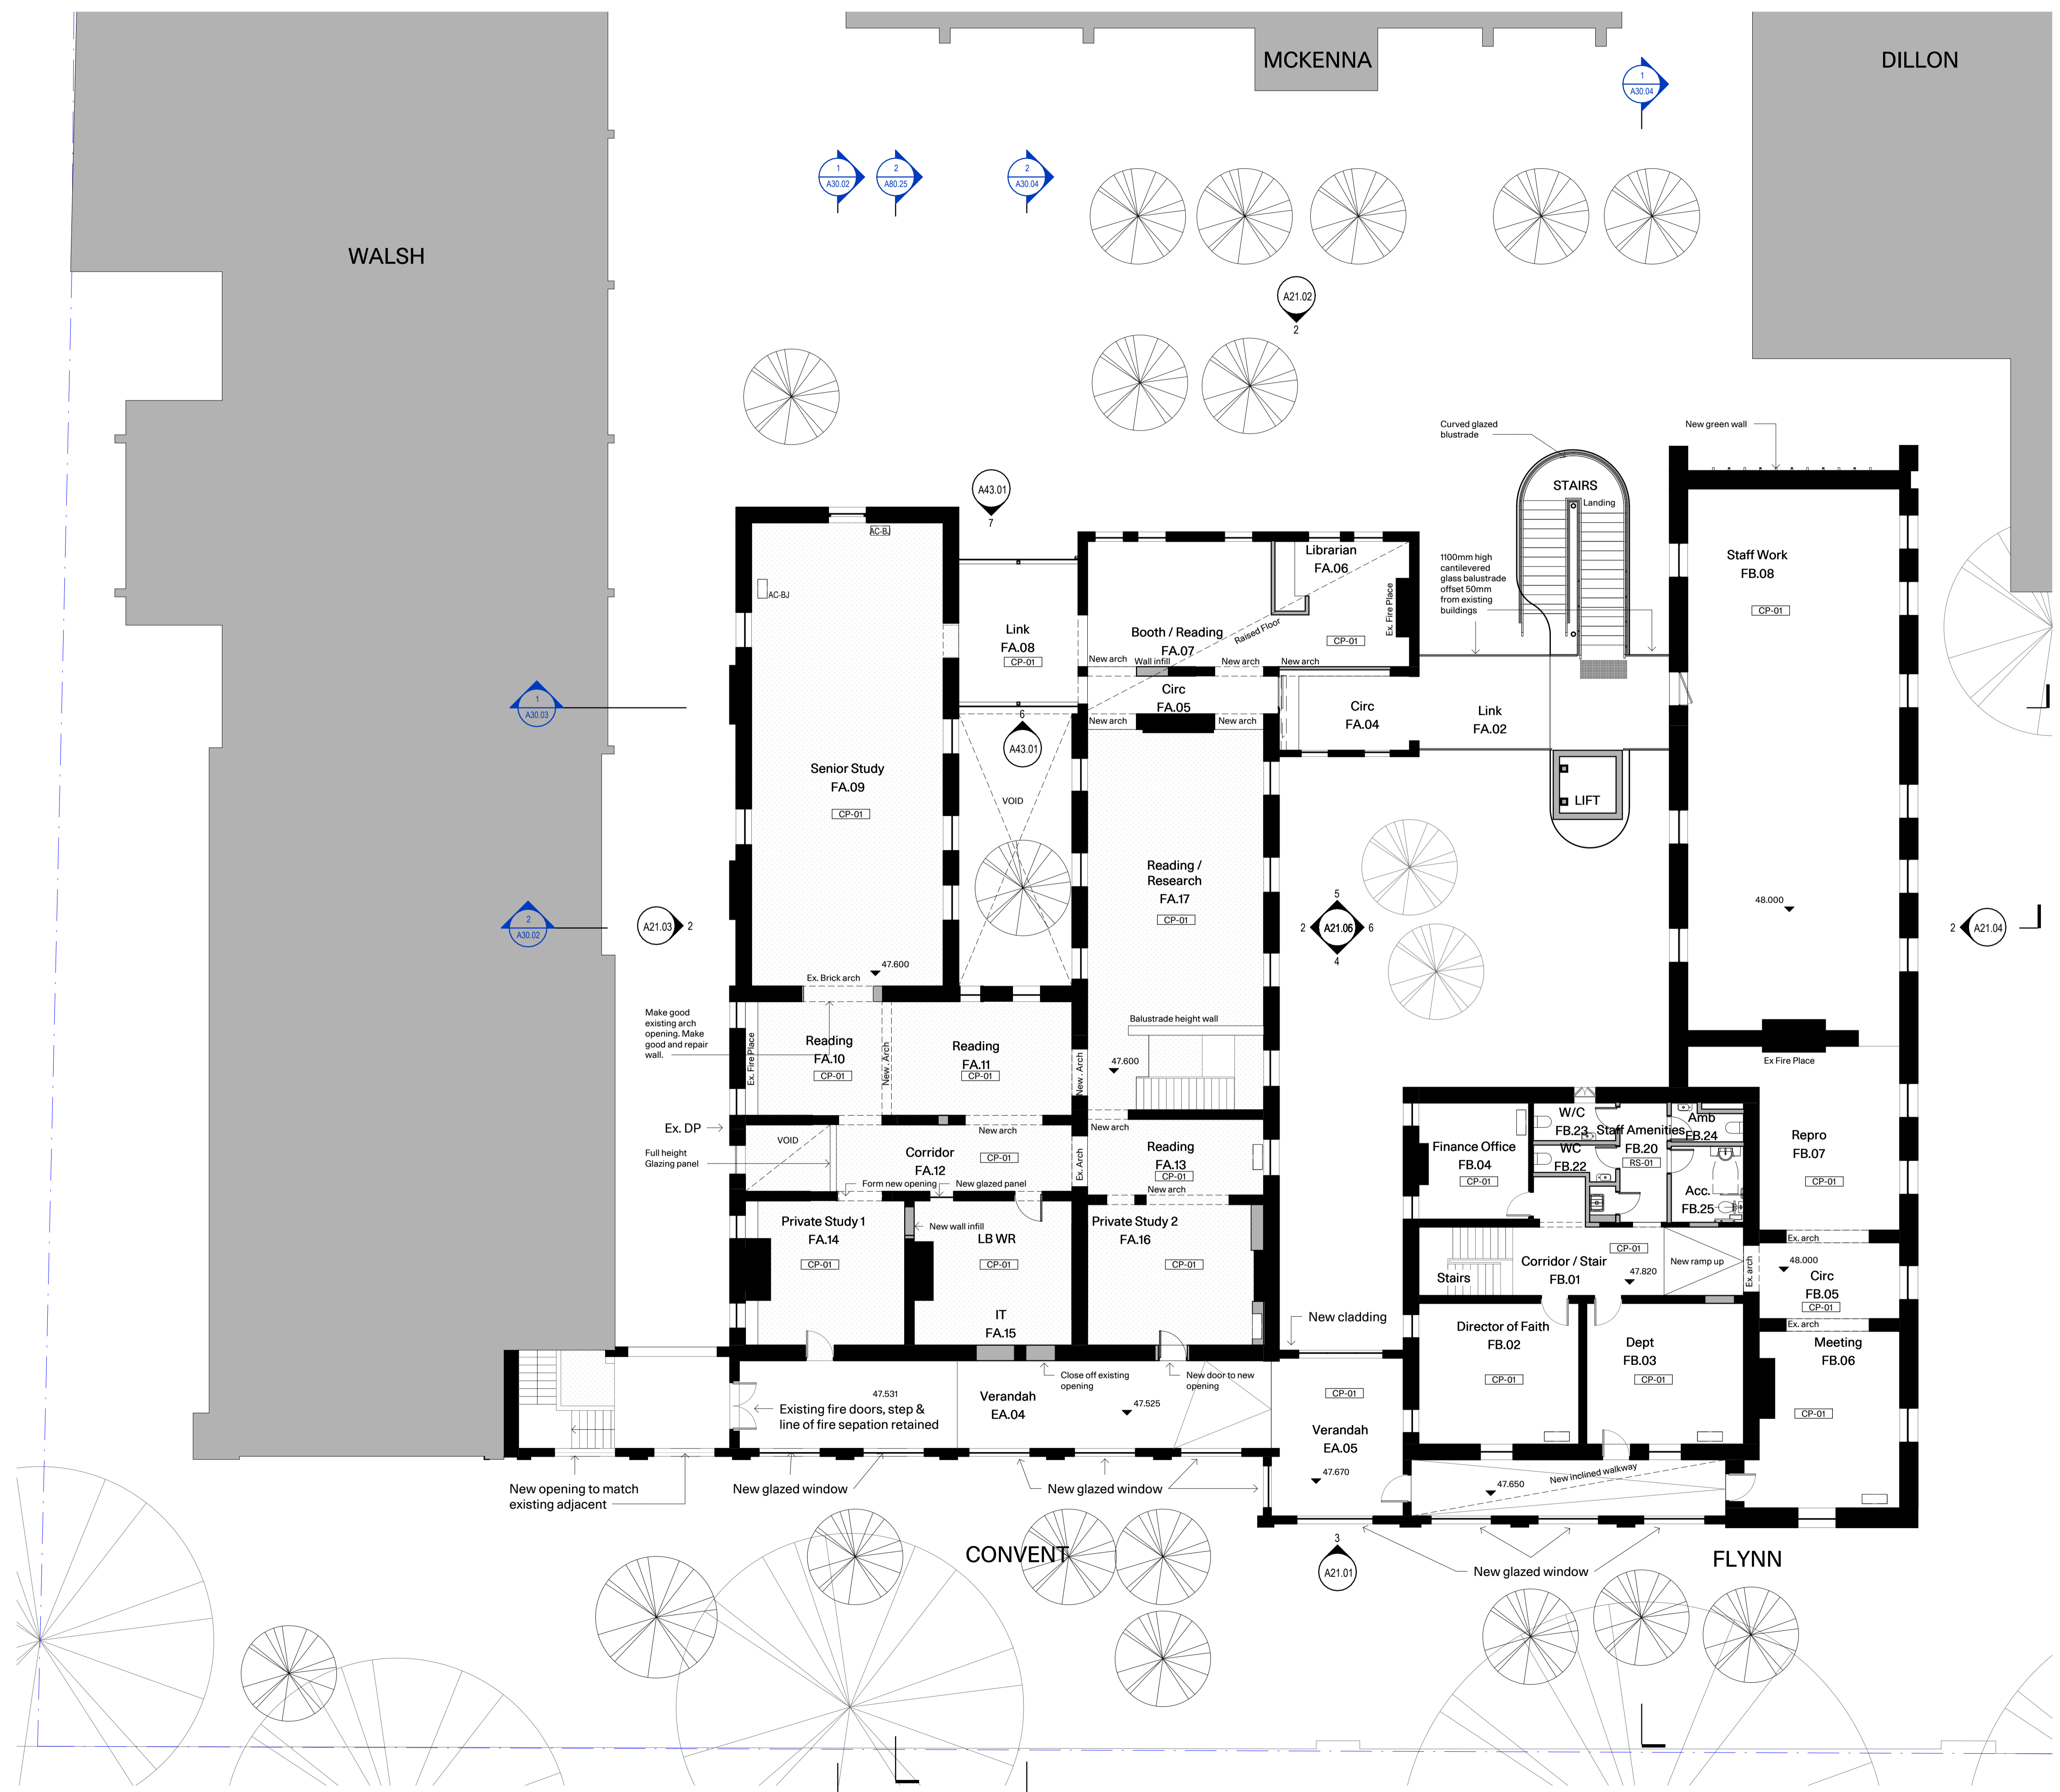 MCKENNA
DILLON
1
A30.04
1
A30.02
2
A80.25
2
A30.04
WALSH
A21.02
2
Curved glazed
blustrade
New green wall
STAIRS
Landing
A43.01
7
AC-BJ
AC-BJ
Librarian
FA.06
Ex. Fire Place
1100mm high
cantilevered
glass balustrade
offset 50mm
from existing
buildings
Staff Work
FB.08
CP-01
Link
FA.08
CP-01
Booth / Reading
FA.07
Raised Floor
CP-01
New arch
Wall infill
New arch
New arch
Circ
FA.05
New arch
New arch
Circ
FA.04
Link
FA.02
1
A30.03
6
A43.01
Senior Study
FA.09
CP-01
VOID
LIFT
Reading /
Research
FA.17
CP-01
48.000
2
A30.02
A21.03
2
5
2
A21.06
6
4
2
A21.04
Ex. Brick arch
47.600
Make good
existing arch
opening. Make
good and repair
wall.
Ex. Fire Place
Reading
FA.10
CP-01
New . Arch
Reading
FA.11
CP-01
New . Arch
Balustrade height wall
47.600
Ex Fire Place
Ex. DP
VOID
Full height
Glazing panel
Corridor
FA.12
New arch
CP-01
Ex. Arch
New arch
Reading
FA.13
CP-01
New arch
Form new opening
New glazed panel
Finance Office
FB.04
CP-01
W/C
FB.23
WC
FB.22
Staff Amenities
FB.20
RS-01
Amb
FB.24
Acc.
FB.25
Repro
FB.07
CP-01
Private Study 1
FA.14
CP-01
New wall infill
LB WR
CP-01
IT
FA.15
Private Study 2
FA.16
CP-01
Stairs
Corridor / Stair
FB.01
CP-01
47.820
New ramp up
Ex. arch
Ex. arch
48.000
Circ
FB.05
CP-01
Ex. arch
New cladding
Director of Faith
FB.02
CP-01
Dept
FB.03
CP-01
Meeting
FB.06
CP-01
Close off existing
opening
New door to new
opening
47.531
Existing fire doors, step &
line of fire sepation retained
Verandah
EA.04
47.525
CP-01
Verandah
EA.05
47.670
New inclined walkway
47.650
New opening to match
existing adjacent
New glazed window
New glazed window
CONVENT
3
A21.01
New glazed window
FLYNN